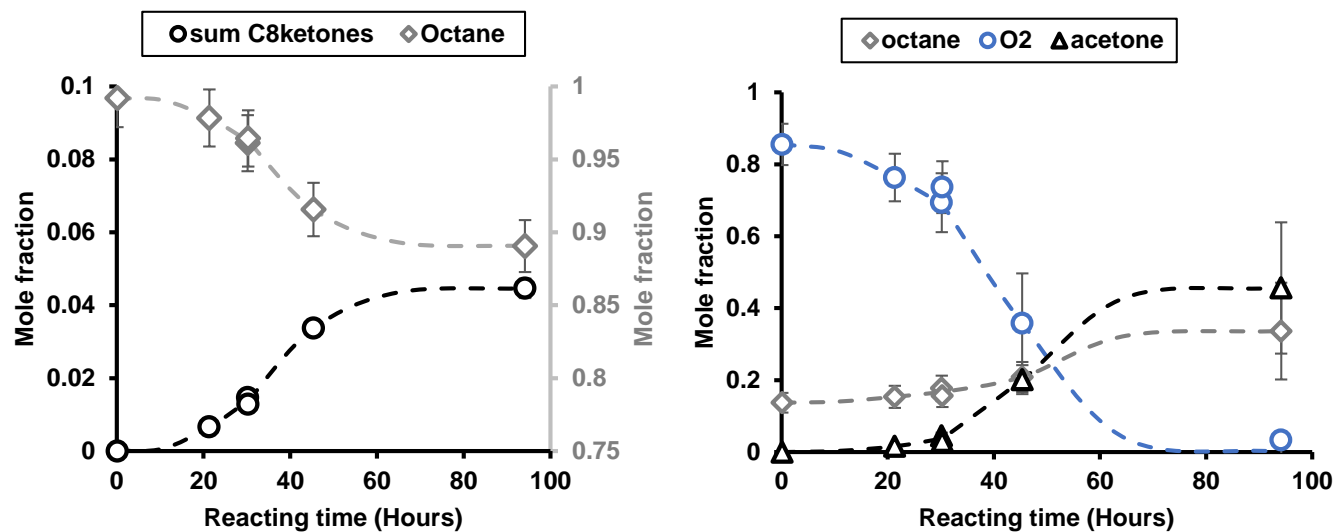 sum C8ketones Octane
0.1
0.08
0.06
0.04
0.02
0
Mole fraction
1
0.95
0.9
0.85
0.8
0.75
Mole fraction
0 20 40 60 80 100
Reacting time (Hours)
octane O2 acetone
1
0.8
0.6
0.4
0.2
0
Mole fraction
0 20 40 60 80 100
Reacting time (Hours)